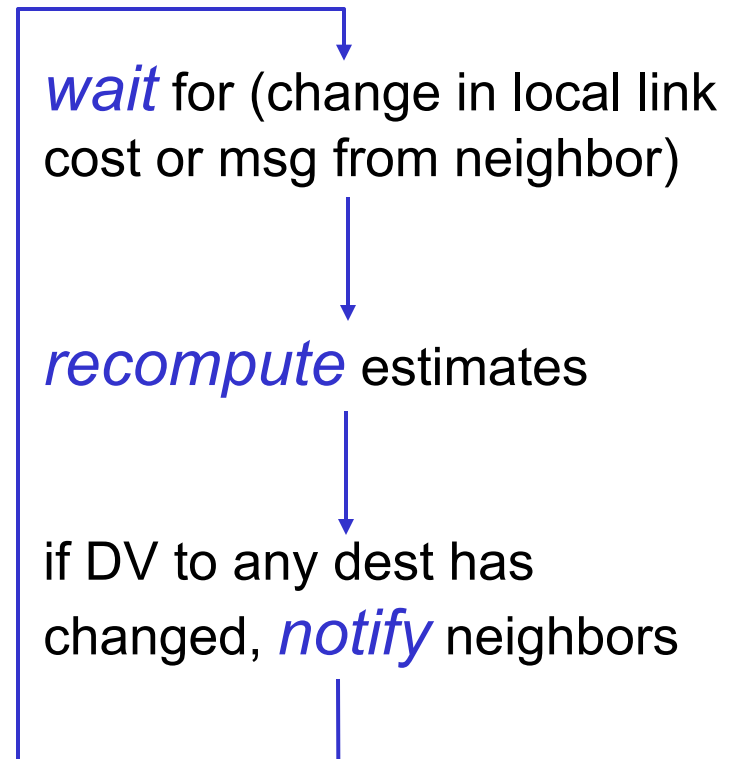 wait for (change in local link
cost or msg from neighbor)
recompute estimates
if DV to any dest has
changed, notify neighbors